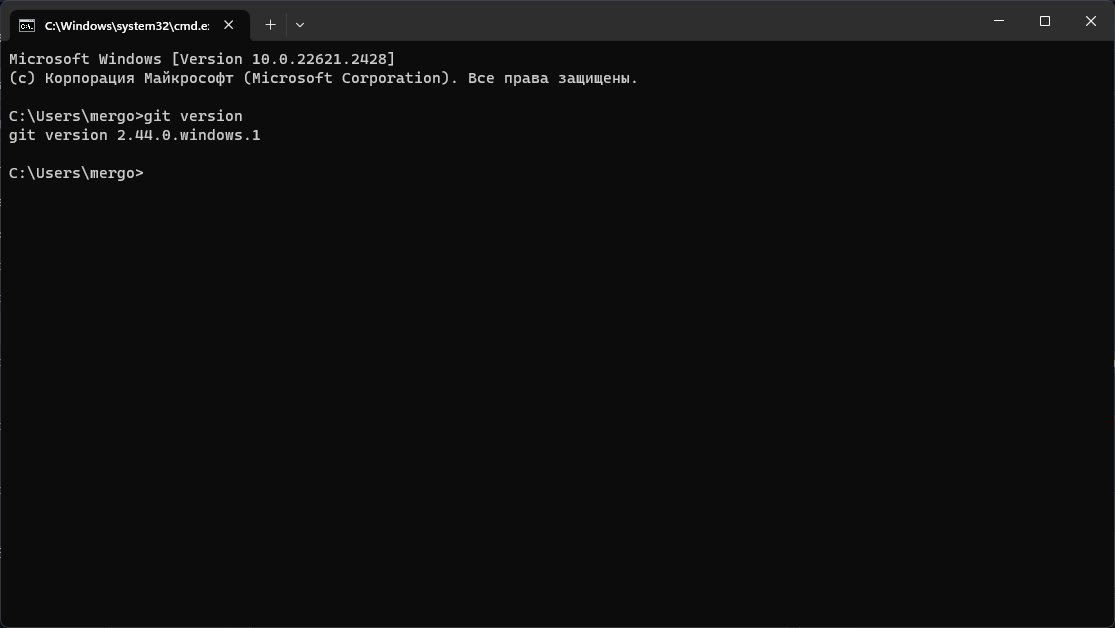 C:\Windows\system32\cmd.e
Microsoft Windows [Version 10.0.22621.2428]
(c) Корпорация Майкрософт (Microsoft Corporation). Все права защищены.
C:\Users\mergo>git version
git version 2.44.0.windows.1
C:\Users\mergo>